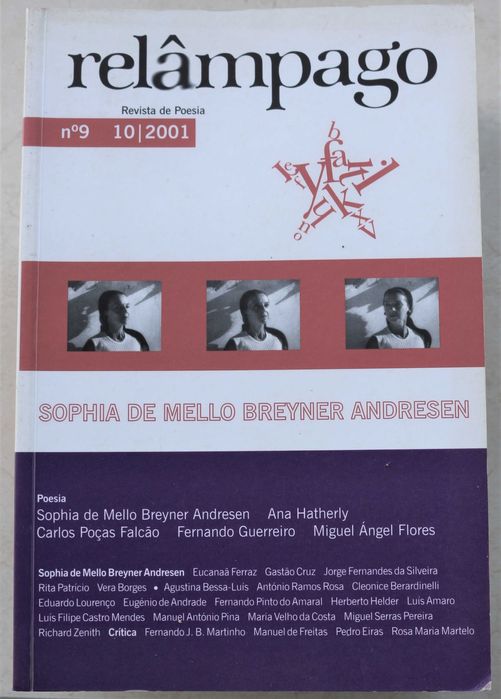 relâmpago
Revista de Poesia
nº9 10|2001
SOPHIA DE MELLO BREYNER ANDRESEN
Poesia
Sophia de Mello Breyner Andresen Ana Hatherly
Carlos Poças Falcão Fernando Guerreiro Miguel Ángel Flores
Sophia de Mello Breyner Andresen Eucanaã Ferraz Gastão Cruz Jorge Fernandes da Silveira
Rita Patrício Vera Borges • Agustina Bessa-Luís António Ramos Rosa Cleonice Berardinelli
Eduardo Lourenço Eugénio de Andrade Fernando Pinto do Amaral Herberto Helder Luís Amaro
Luís Filipe Castro Mendes Manuel António Pina Maria Velho da Costa Miguel Serras Pereira
Richard Zenith Crítica Fernando J. B. Martinho Manuel de Freitas Pedro Eiras Rosa Maria Martelo